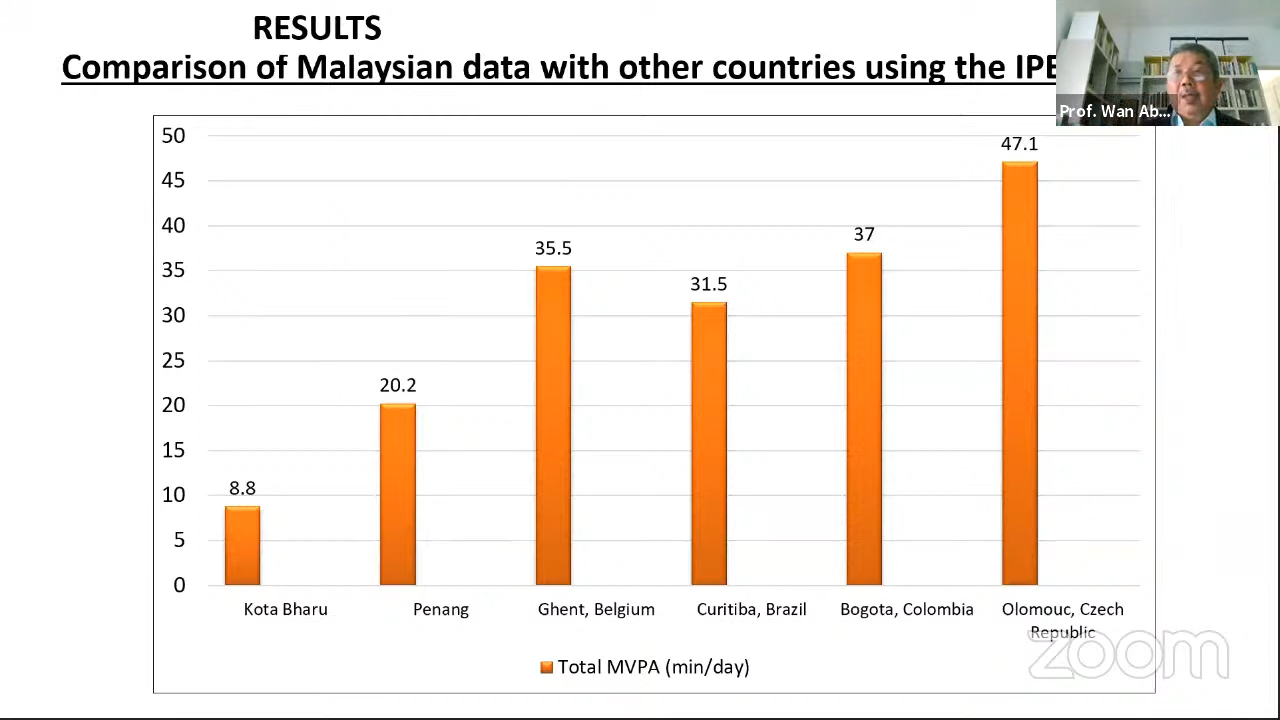 RESULTS
Comparison of Malaysian data with other countries using the
Prof. Wan Ab...
50
45
40
35
30
25
20
15
10
5
0
8.8
20.2
35.5
31.5
37
47.1
Kota Bharu
Penang
Ghent, Belgium
Curitiba, Brazil
Bogota, Colombia
Olomouc, Czech
Republic
Total MVPA (min/day)
zoom